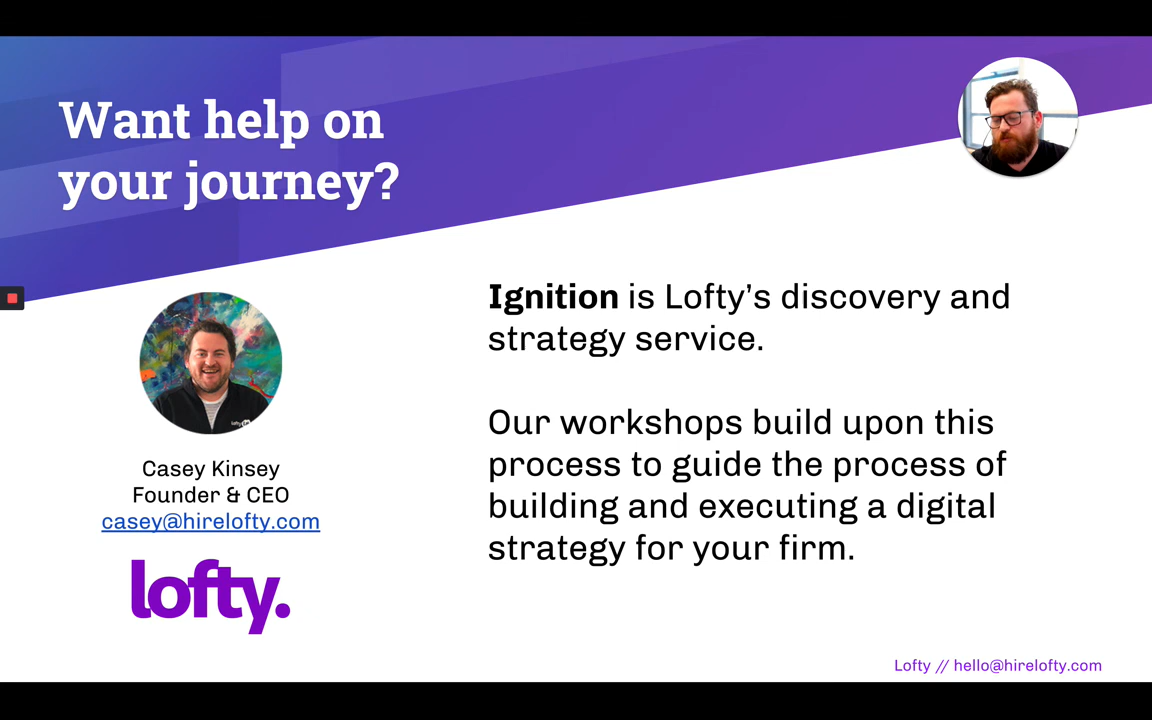 Want help on
your journey?
Casey Kinsey
Founder & CEO
casey@hirelofty.com
lofty.
Ignition is Lofty’s discovery and
strategy service.
Our workshops build upon this
process to guide the process of
building and executing a digital
strategy for your firm.
Lofty // hello@hirelofty.com